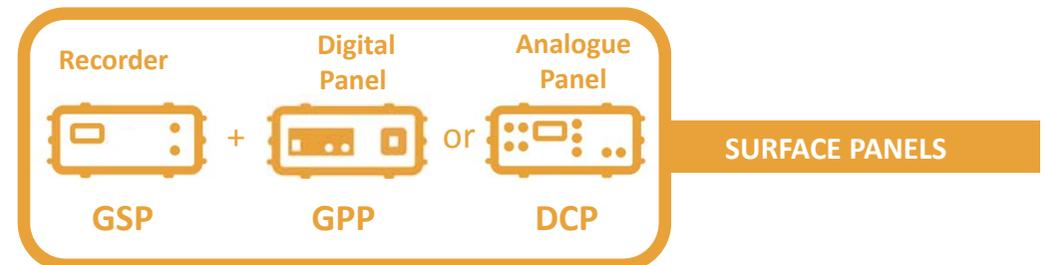 Recorder
Digital
Panel
Analogue
Panel
+
or
SURFACE PANELS
GSP
GPP
DCP